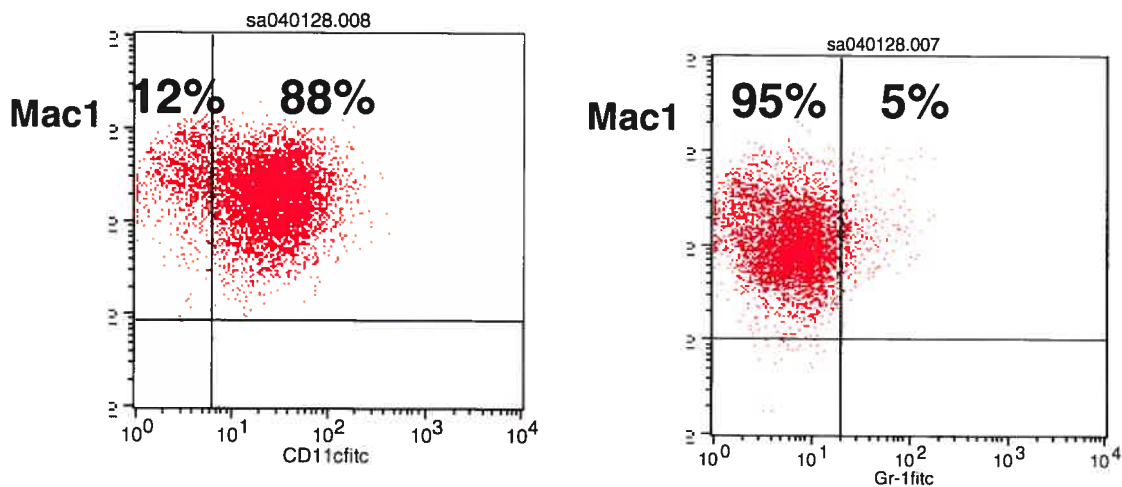 sa040128.008
12% 88%
Mac1
10⁰ 10¹ 10² 10³ 10⁴
CD11cfitc
sa040128.007
95% 5%
Mac1
10⁰ 10¹ 10² 10³ 10⁴
Gr-1fitc